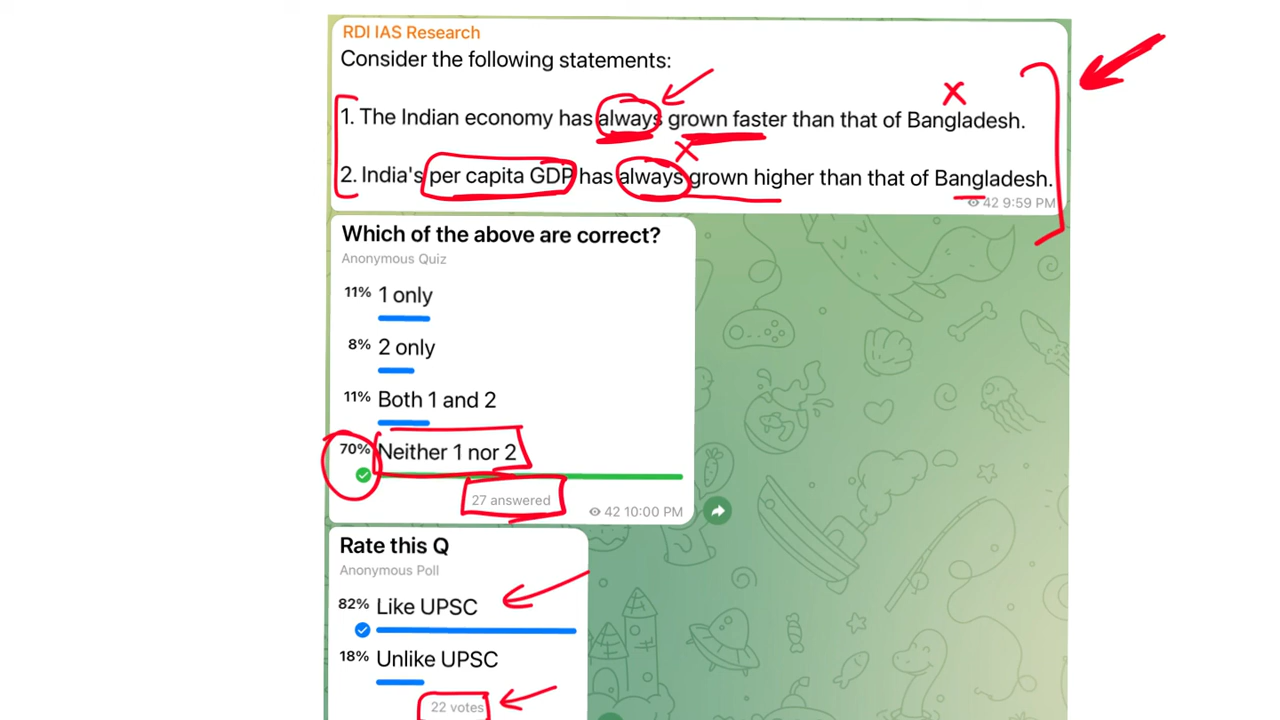 RDI IAS Research
Consider the following statements:
1. The Indian economy has always grown faster than that of Bangladesh.
2. India's per capita GDP has always grown higher than that of Bangladesh.
42 9:59 PM
Which of the above are correct?
Anonymous Quiz
11% 1 only
8% 2 only
11% Both 1 and 2
70% Neither 1 nor 2
27 answered
42 10:00 PM
Rate this Q
Anonymous Poll
82% Like UPSC
18% Unlike UPSC
22 votes